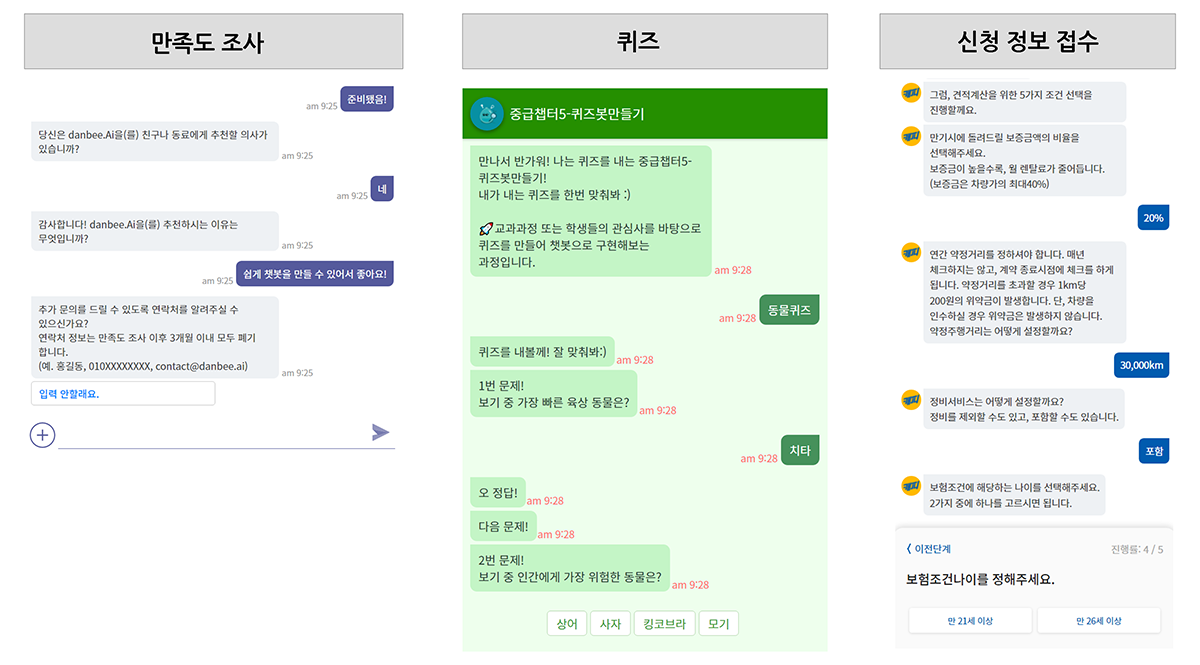 만족도 조사
am 9:25
준비됐음!
당신은 danbee.Ai을(를) 친구나 동료에게 추천할 의사가
있습니까?
am 9:25
am 9:25
네
감사합니다! danbee.Ai을(를) 추천하시는 이유는
무엇입니까?
am 9:25
am 9:25
쉽게 챗봇을 만들 수 있어서 좋아요!
추가 문의를 드릴 수 있도록 연락처를 알려주실 수
있으신가요?
연락처 정보는 만족도 조사 이후 3개월 이내 모두 폐기
합니다.
(예. 홍길동, 010XXXXXXXX, contact@danbee.ai)
am 9:25
입력 안할래요.
퀴즈
중급챕터5-퀴즈봇만들기
만나서 반가워! 나는 퀴즈를 내는 중급챕터5-
퀴즈봇만들기!
내가 내는 퀴즈를 한번 맞춰봐 :)
🚀교과과정 또는 학생들의 관심사를 바탕으로
퀴즈를 만들어 챗봇으로 구현해보는
과정입니다.
am 9:28
am 9:28
동물퀴즈
퀴즈를 내볼께! 잘 맞춰봐:)
am 9:28
1번 문제!
보기 중 가장 빠른 육상 동물은?
am 9:28
am 9:28
치타
오 정답!
am 9:28
다음 문제!
am 9:28
2번 문제!
보기 중 인간에게 가장 위험한 동물은?
am 9:28
상어
사자
킹코브라
모기
신청 정보 접수
그럼, 견적계산을 위한 5가지 조건 선택을
진행할께요.
만기시에 돌려드릴 보증금액의 비율을
선택해주세요.
보증금이 높을수록, 월 렌탈료가 줄어듭니다.
(보증금은 차량가의 최대40%)
20%
연간 약정거리를 정하셔야 합니다. 매년
체크하지는 않고, 계약 종료시점에 체크를 하게
됩니다. 약정거리를 초과할 경우 1km당
200원의 위약금이 발생합니다. 단, 차량을
인수하실 경우 위약금은 발생하지 않습니다.
약정주행거리는 어떻게 설정할까요?
30,000km
정비서비스는 어떻게 설정할까요?
정비를 제외할 수도 있고, 포함할 수도 있습니다.
포함
보험조건에 해당하는 나이를 선택해주세요.
2가지 중에 하나를 고르시면 됩니다.
〈 이전단계
진행률: 4 / 5
보험조건나이를 정해주세요.
만 21세 이상
만 26세 이상